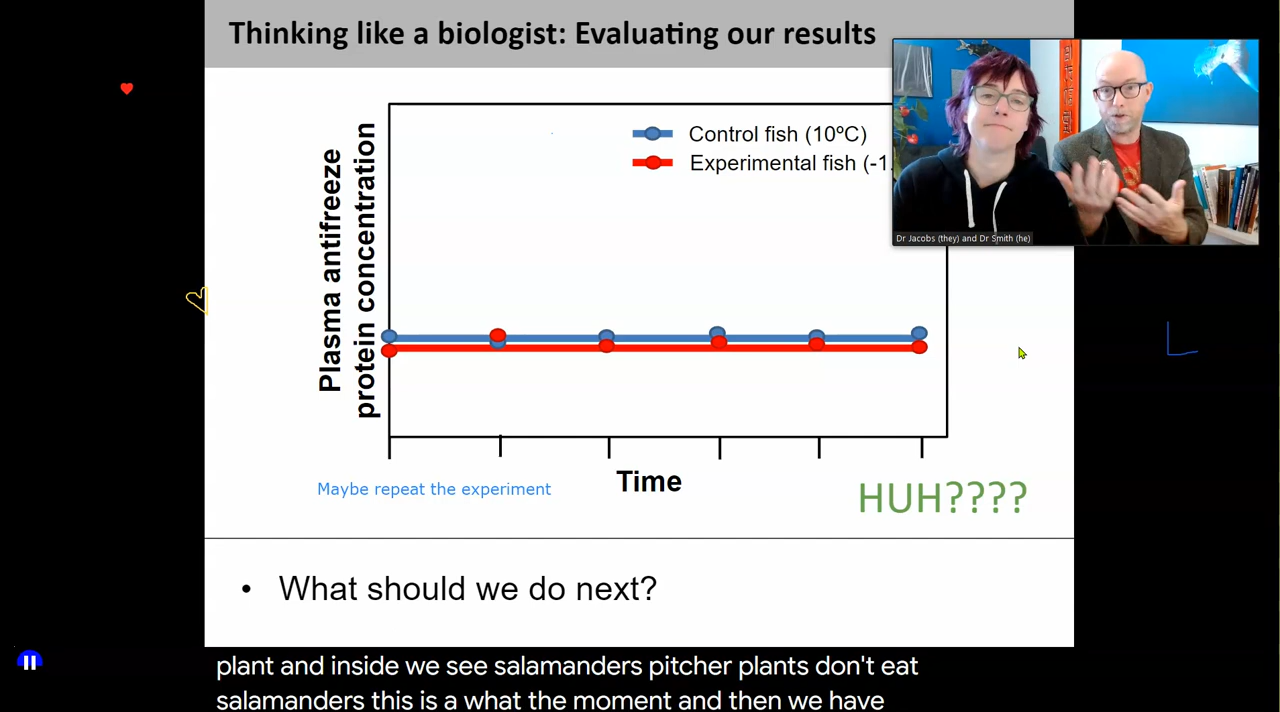 Thinking like a biologist: Evaluating our results
Control fish (10ºC)
Experimental fish (-1.
Plasma antifreeze
protein concentration
Dr Jacobs (they) and Dr Smith (he)
Maybe repeat the experiment
Time
HUH????
L
• What should we do next?
plant and inside we see salamanders pitcher plants don't eat
salamanders this is a what the moment and then we have